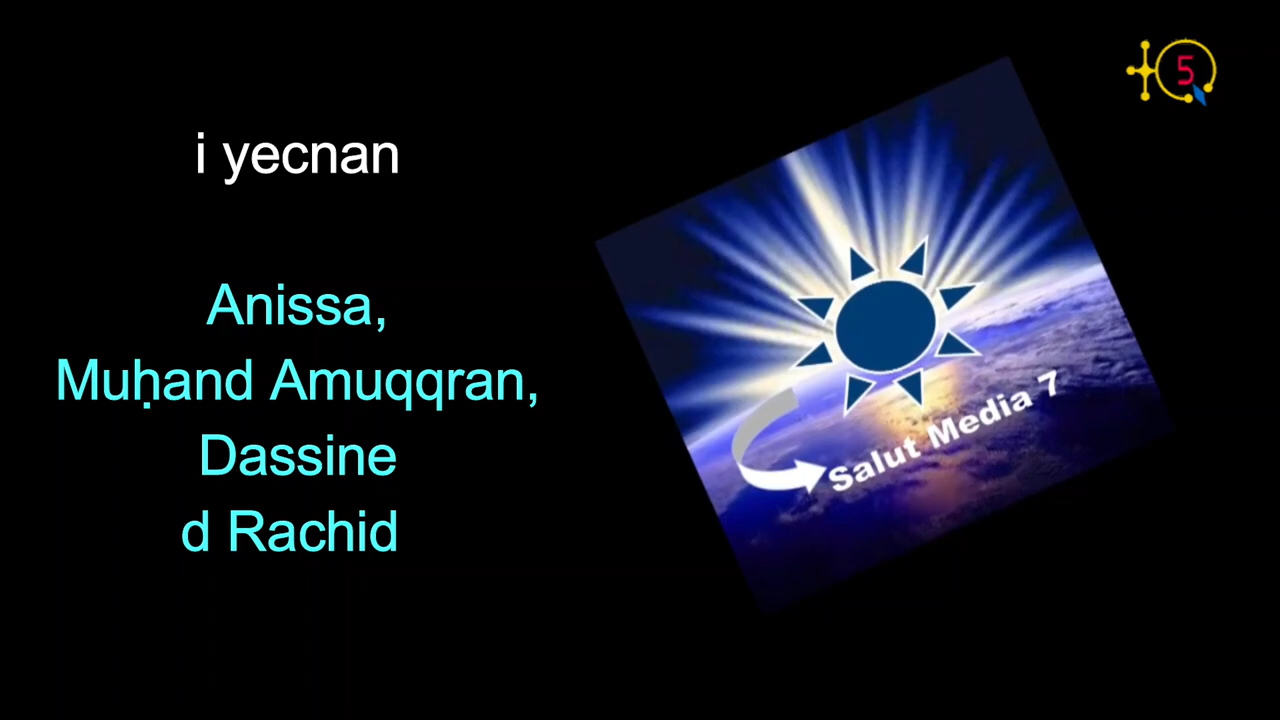 i yecnan
Anissa,
Muḥand Amuqqran,
Dassine
d Rachid
Salut Media 7
5